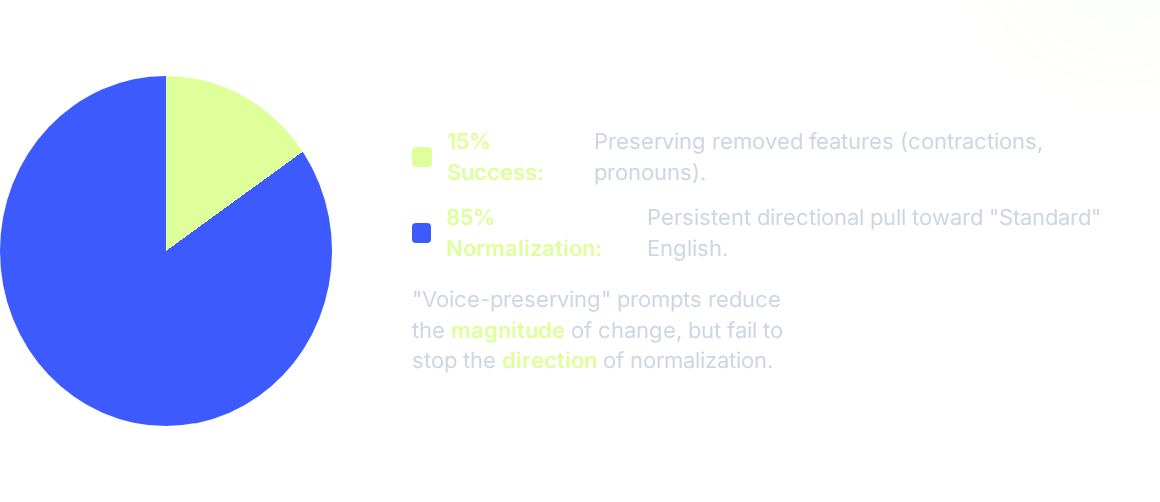 15% Success: Preserving removed features (contractions, pronouns).
85% Normalization: Persistent directional pull toward "Standard" English.
"Voice-preserving" prompts reduce
the magnitude of change, but fail to
stop the direction of normalization.